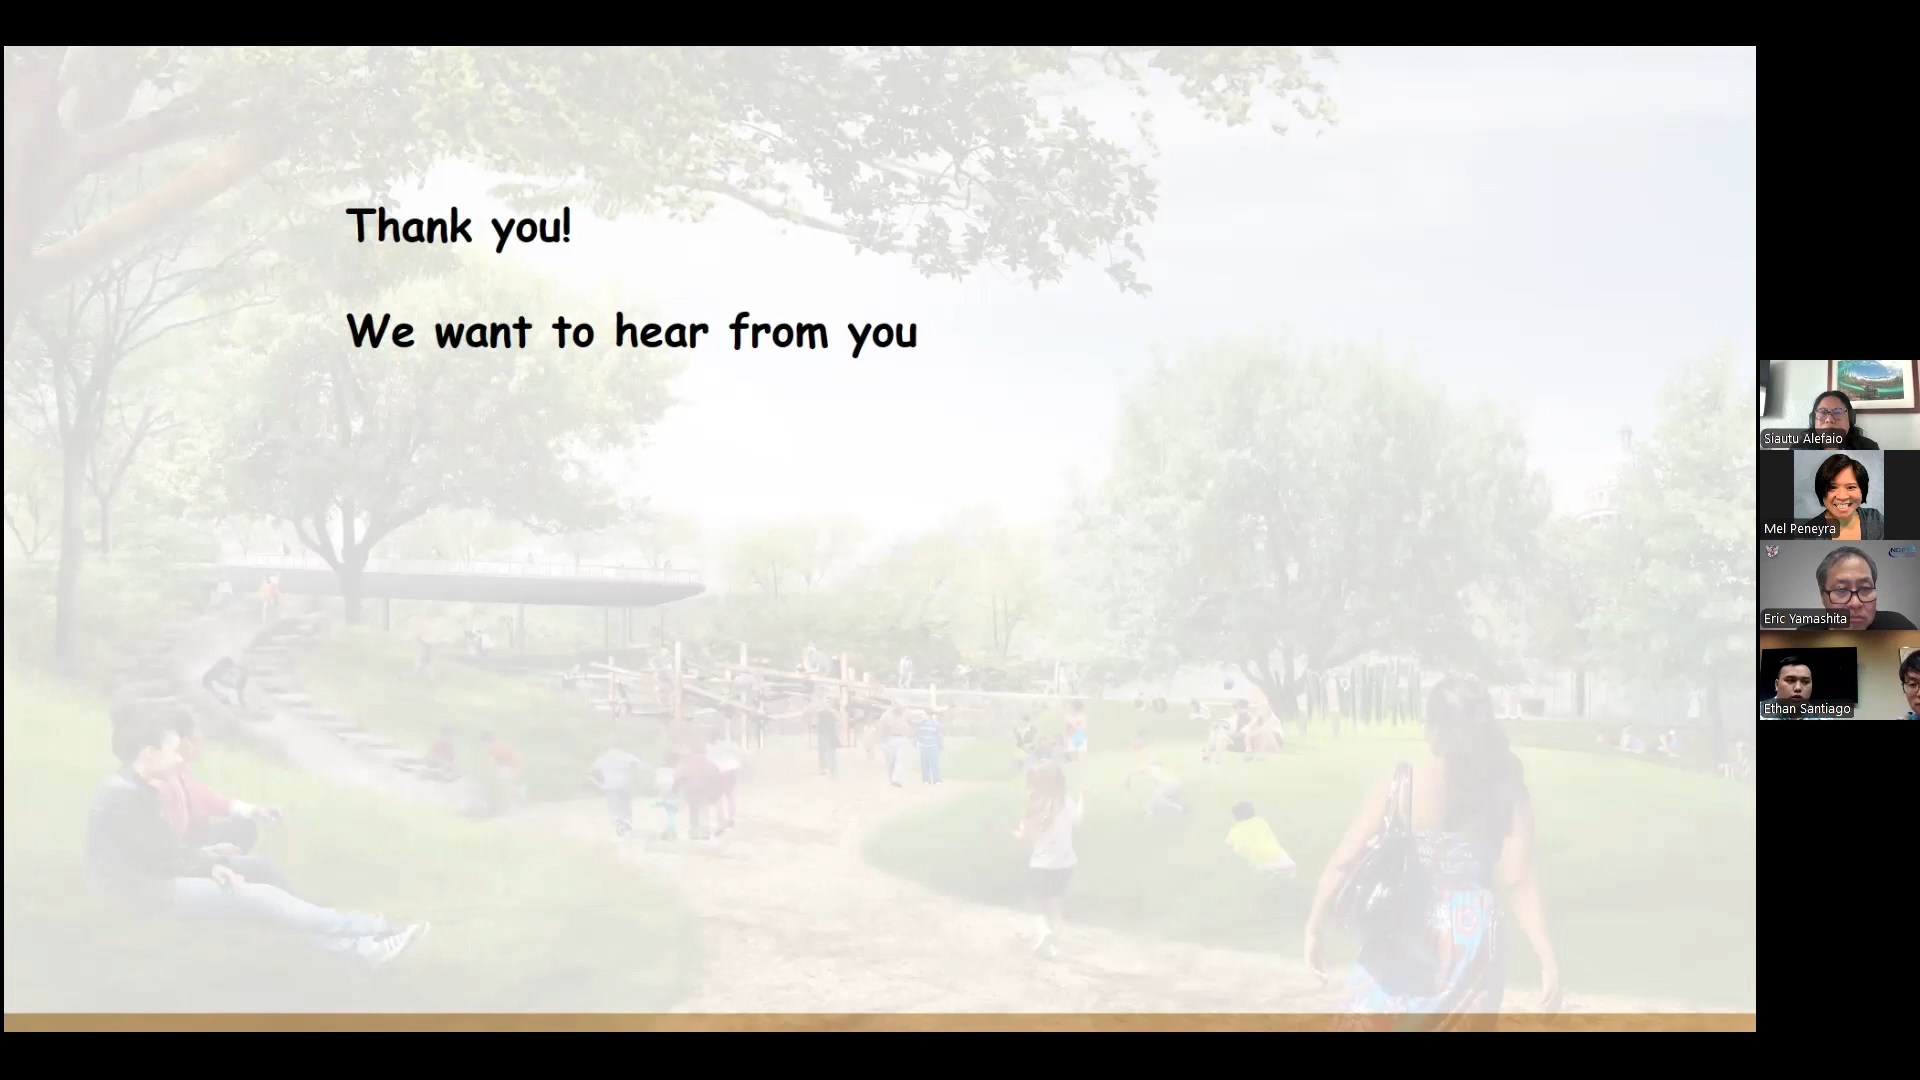 Thank you!
We want to hear from you
Siautu Alefaio
Mel Peneyra
Eric Yamashita
Ethan Santiago